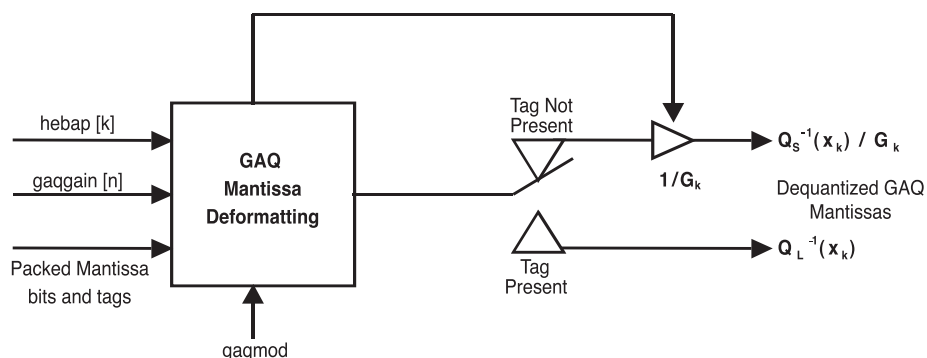 hebap [k]
gaqgain [n]
Packed Mantissa
bits and tags
GAQ
Mantissa
Deformatting
gaqmod
Tag Not
Present
1/Gk
Tag
Present
QS-1(xk) / Gk
Dequantized GAQ
Mantissas
QL-1(xk)